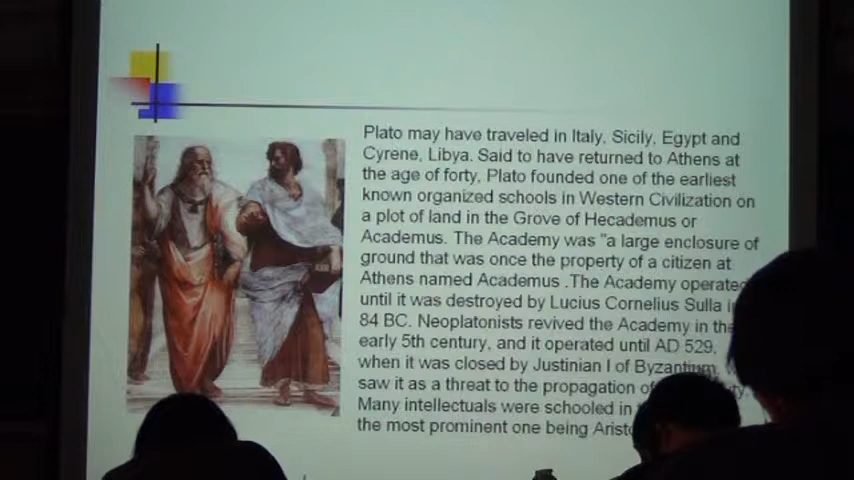 Plato may have traveled in Italy, Sicily, Egypt and
Cyrene, Libya. Said to have returned to Athens at
the age of forty, Plato founded one of the earliest
known organized schools in Western Civilization on
a plot of land in the Grove of Hecademus or
Academus. The Academy was "a large enclosure of
ground that was once the property of a citizen at
Athens named Academus .The Academy operated
until it was destroyed by Lucius Cornelius Sulla
84 BC. Neoplatonists revived the Academy in the
early 5th century, and it operated until AD 529,
when it was closed by Justinian I of Byzantium,
saw it as a threat to the propagation of
Many intellectuals were schooled in
the most prominent one being